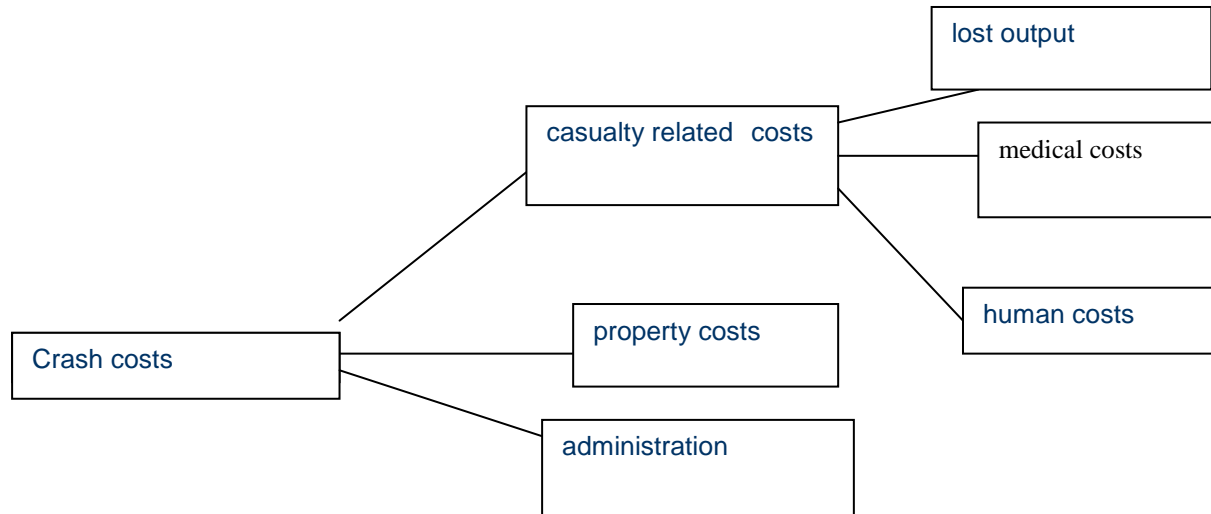 lost output
casualty related costs
medical costs
human costs
property costs
Crash costs
administration